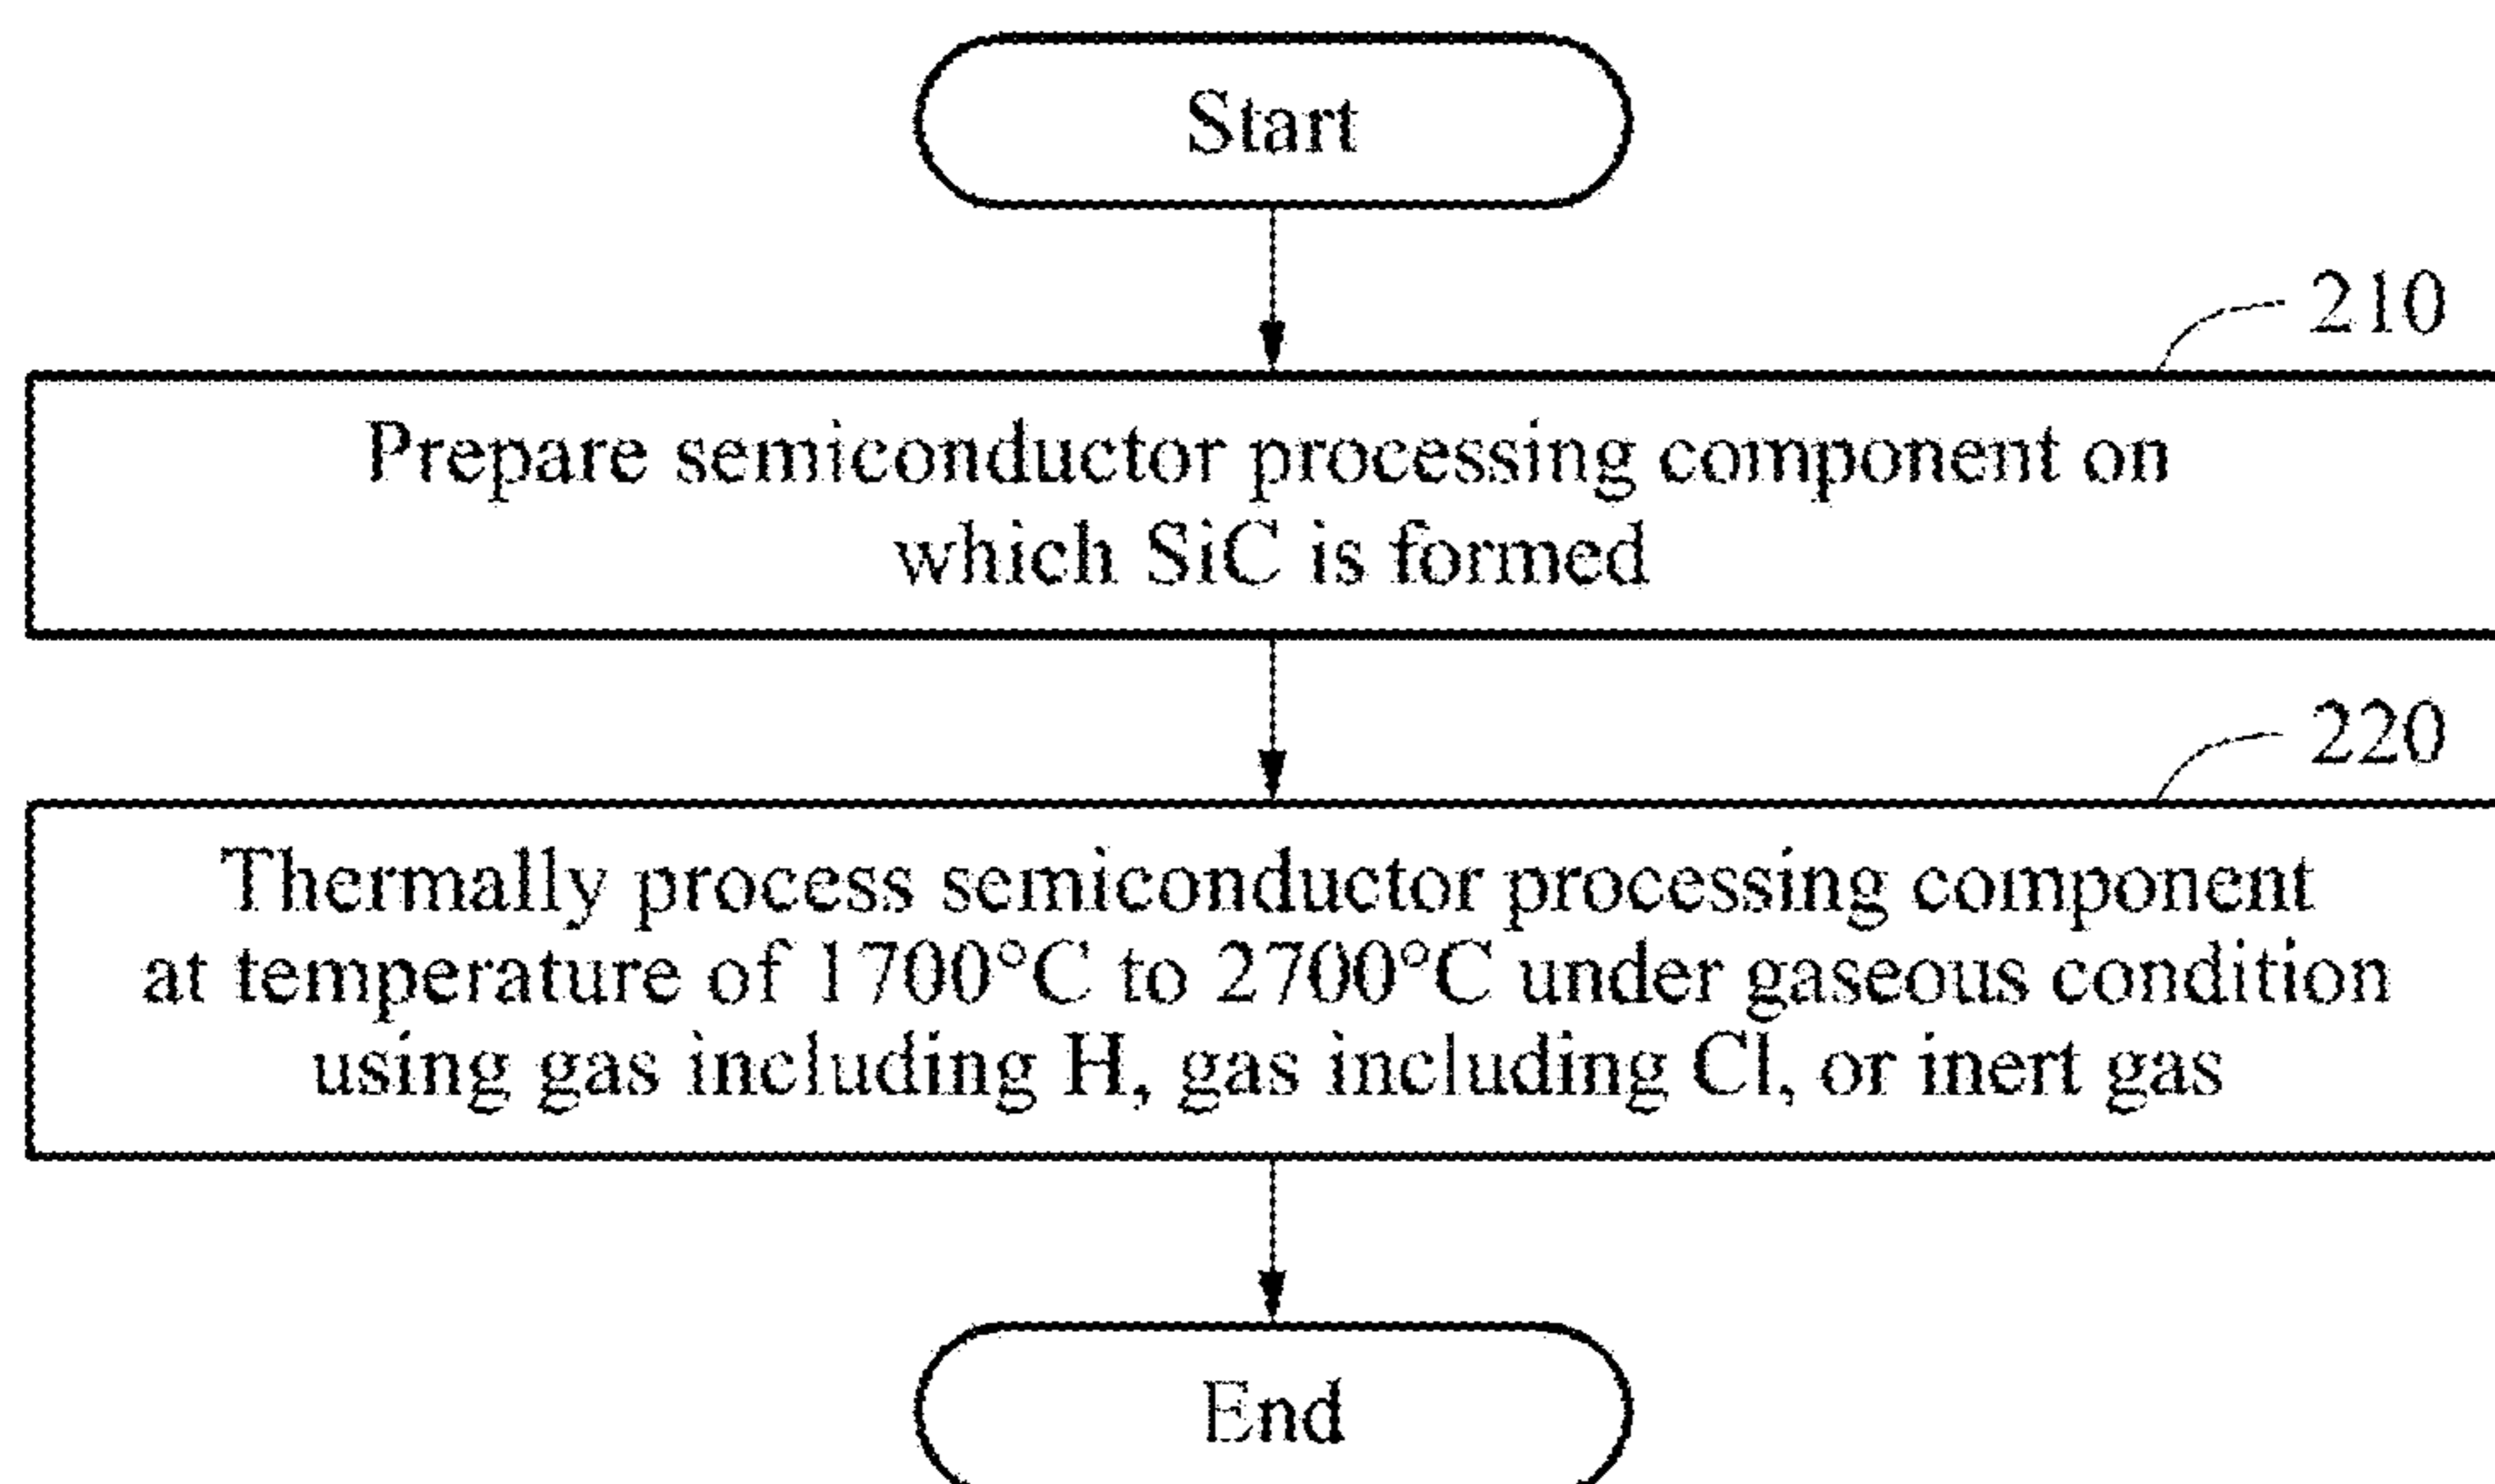 Start
210
Prepare semiconductor processing component on
which SiC is formed
220
Thermally process semiconductor processing component
at temperature of 1700°C to 2700°C under gaseous condition
using gas including H, gas including Cl, or inert gas
End